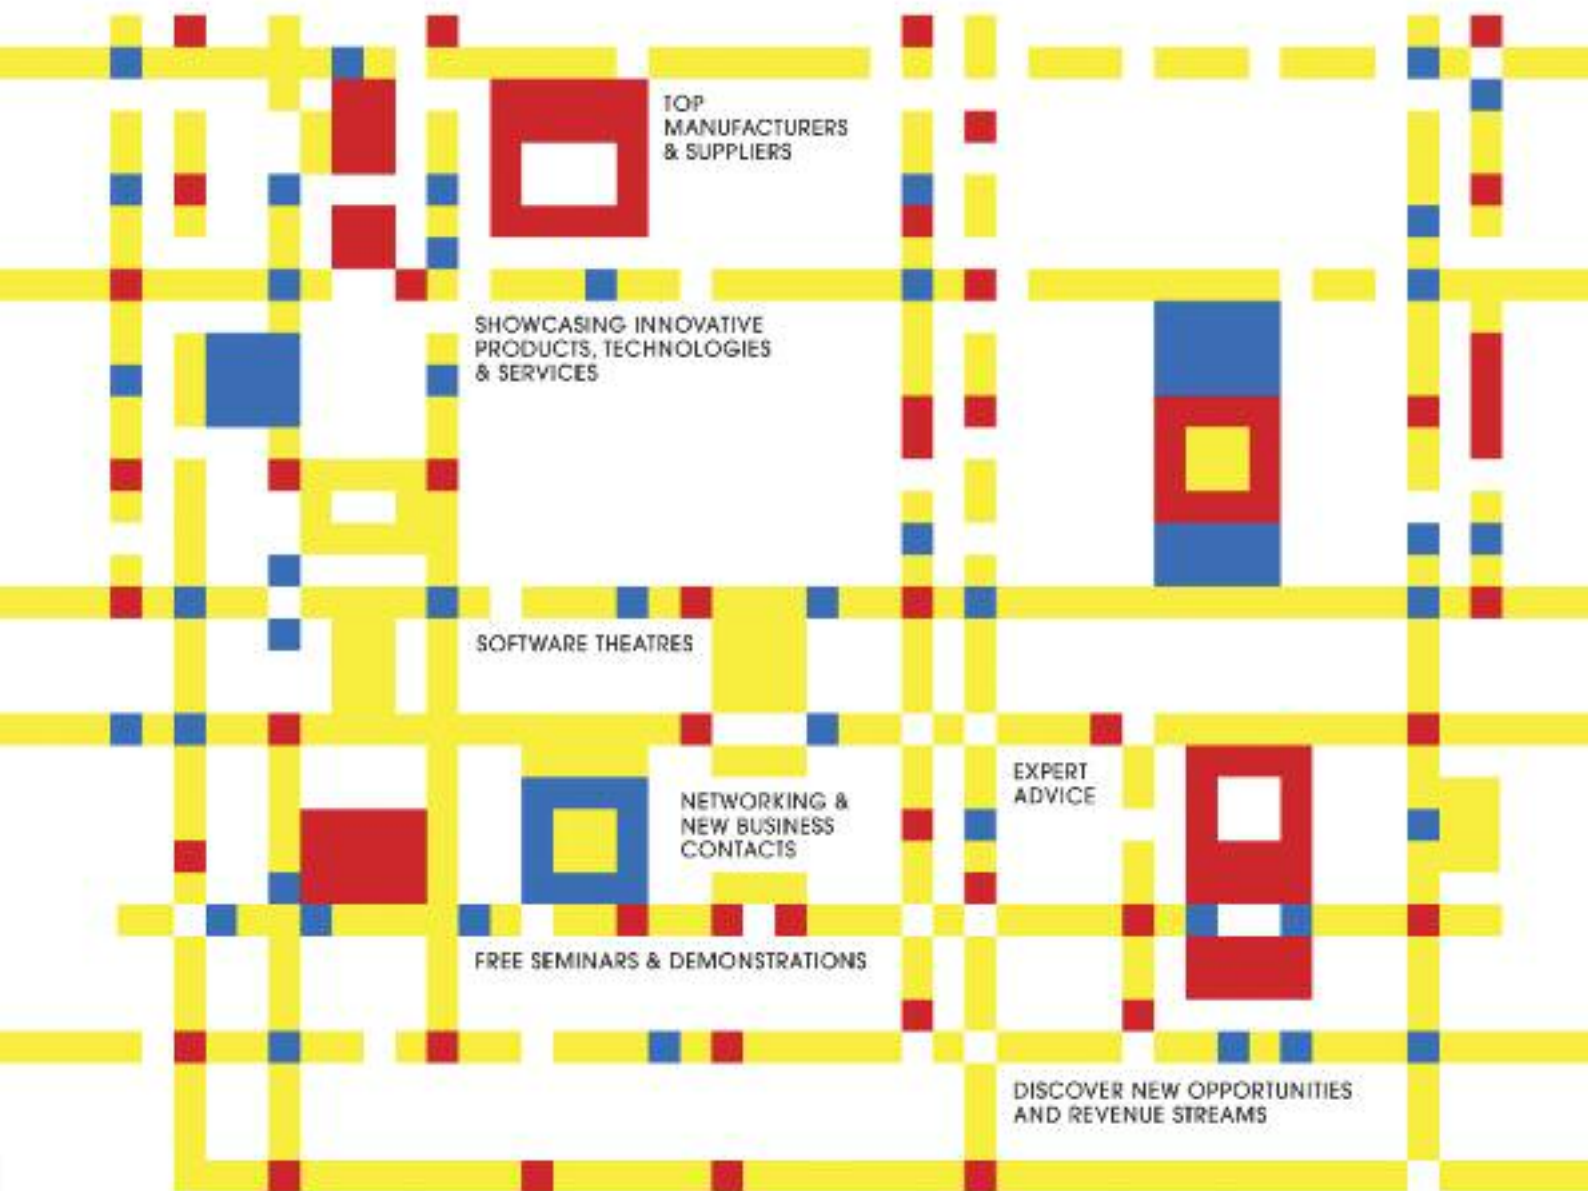 TOP
MANUFACTURERS
& SUPPLIERS
SHOWCASING INNOVATIVE
PRODUCTS, TECHNOLOGIES
& SERVICES
SOFTWARE THEATRES
EXPERT
ADVICE
NETWORKING &
NEW BUSINESS
CONTACTS
FREE SEMINARS & DEMONSTRATIONS
DISCOVER NEW OPPORTUNITIES
AND REVENUE STREAMS